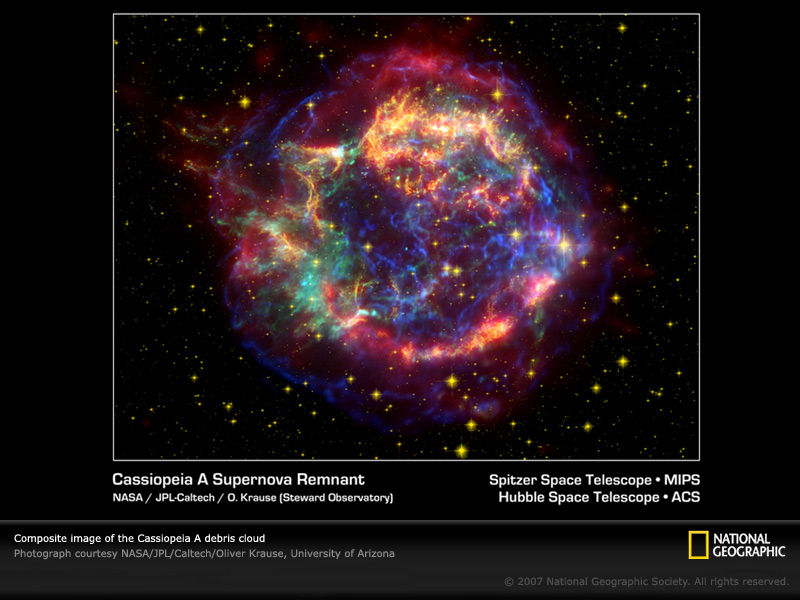 Cassiopeia A Supernova Remnant
NASA / JPL-Caltech / O. Krause (Steward Observatory)
Spitzer Space Telescope • MIPS
Hubble Space Telescope • ACS
Composite image of the Cassiopeia A debris cloud
Photograph courtesy NASA/JPL/Caltech/Oliver Krause, University of Arizona
NATIONAL
GEOGRAPHIC
© 2007 National Geographic Society. All rights reserved.